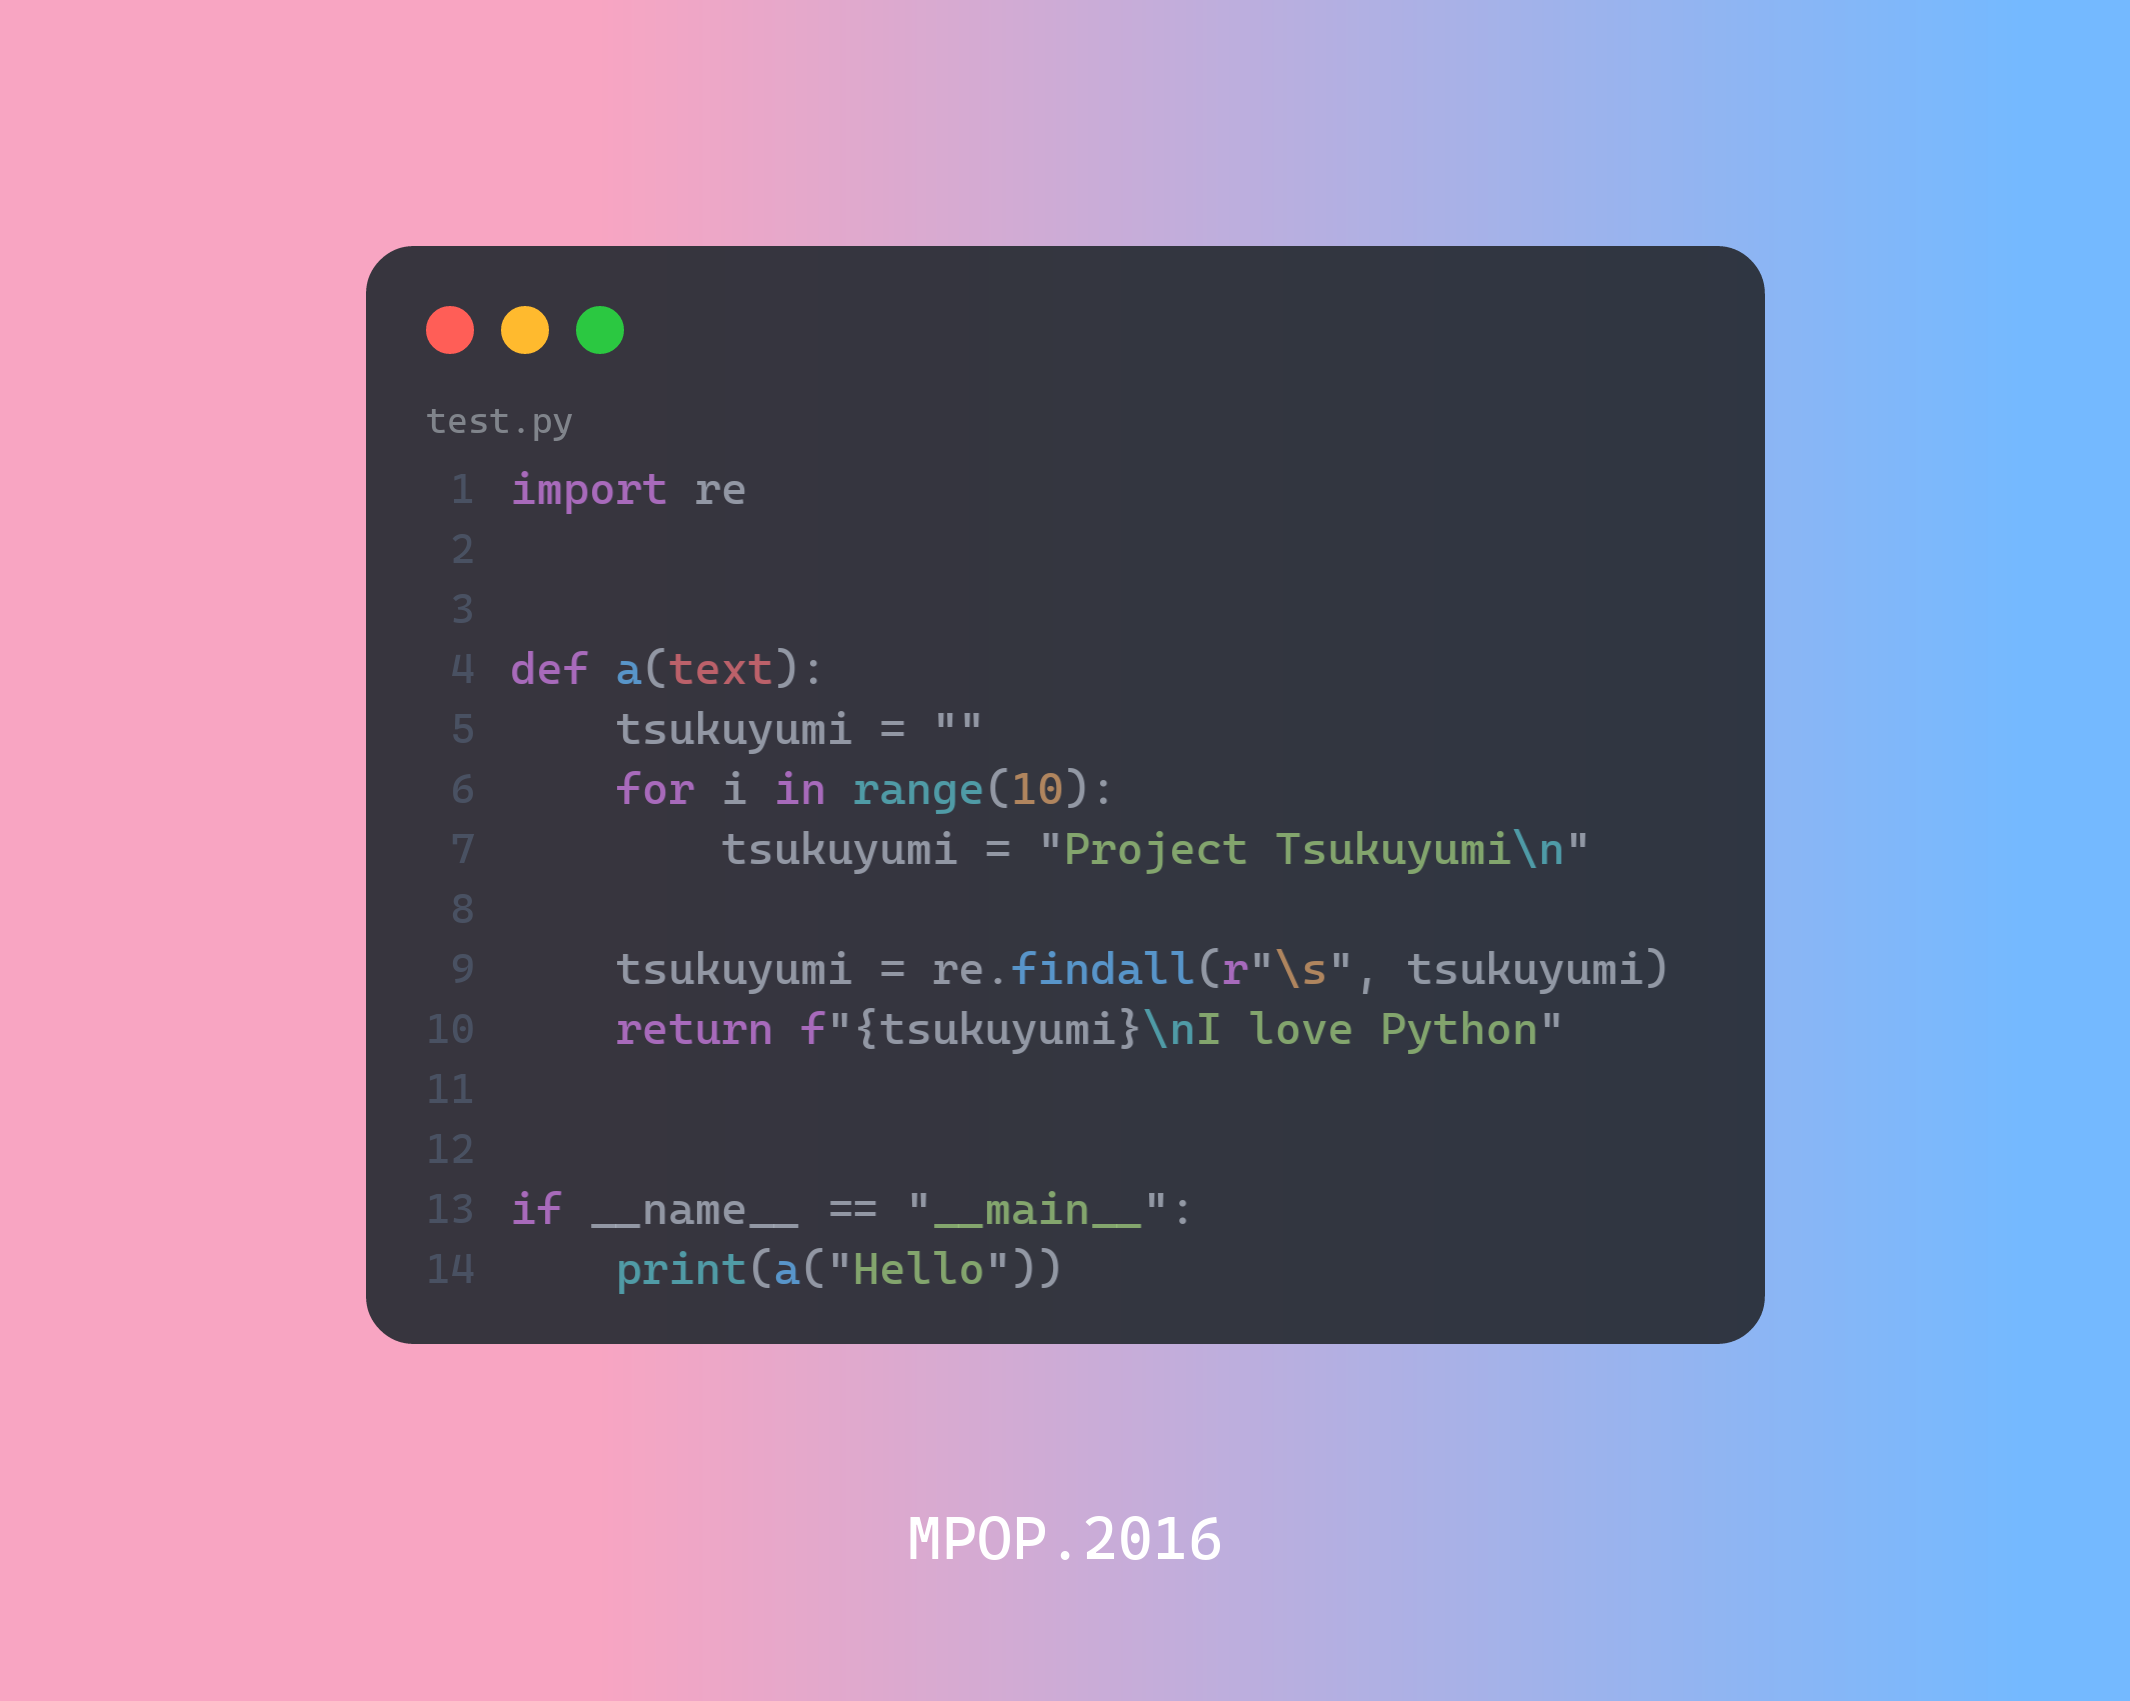 test.py
1 import re
2
3
4 def a(text):
5     tsukuyumi = ""
6     for i in range(10):
7         tsukuyumi = "Project Tsukuyumi\n"
8
9     tsukuyumi = re.findall(r"\s", tsukuyumi)
10     return f"{tsukuyumi}\nI love Python"
11
12
13 if __name__ == "__main__":
14     print(a("Hello"))
MPOP.2016